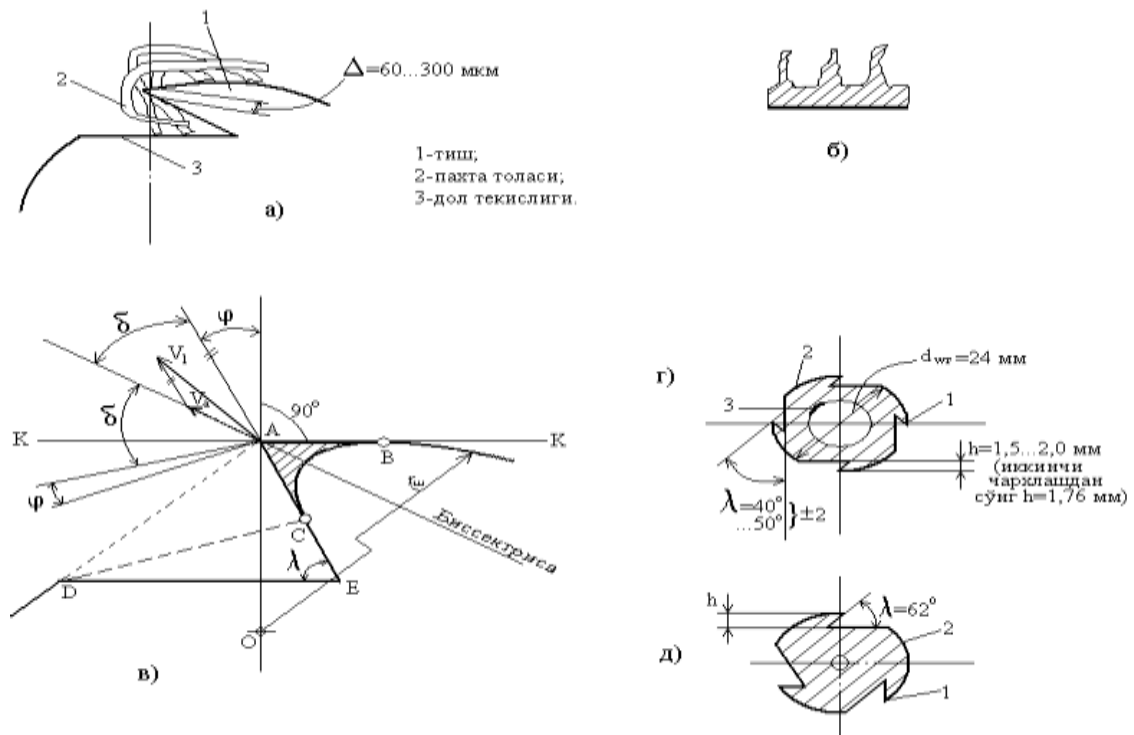 1
2
Δ=60...300 мкм
3
1-тиш;
2-пахта толаси;
3-дол текислиги.
а)
б)
δ
φ
V₁
δ
A
90°
K
K
B
φ
rш
Биссектриса
C
λ
D
E
O
в)
г)
2
dшт=24 мм
3
1
h=1,5...2,0 мм
(иккинчи
чархлашдан
сўнг h=1,76 мм)
λ=40°
...50° } ±2
h
λ=62°
2
д)
1